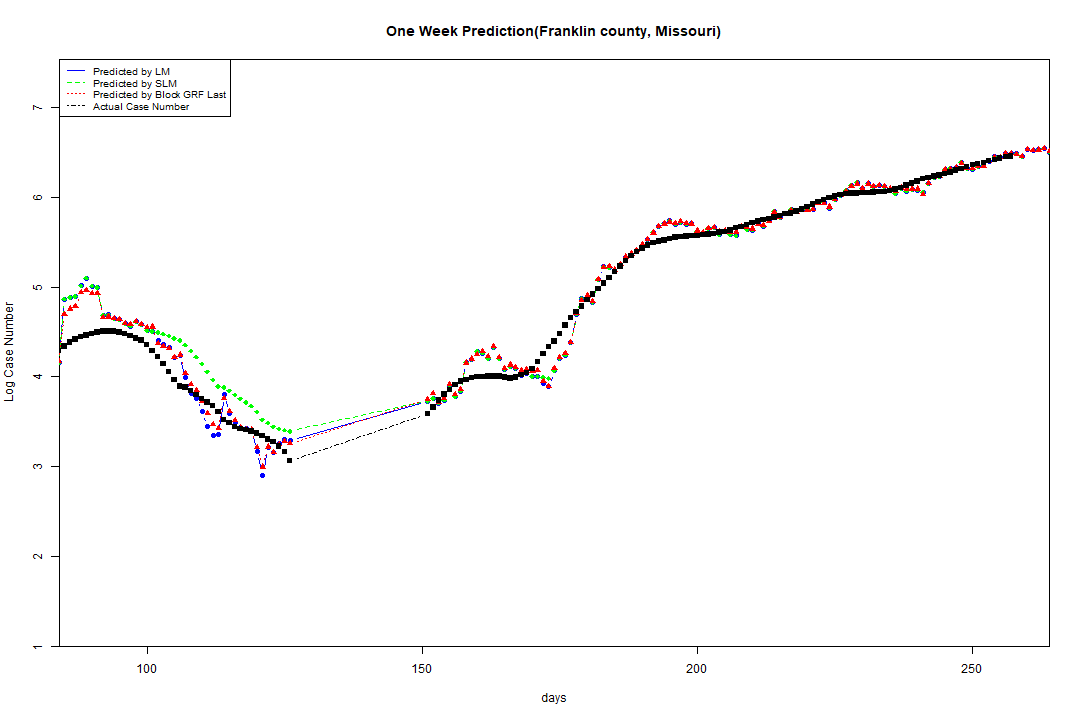 One Week Prediction(Franklin county, Missouri)
Predicted by LM
Predicted by SLM
Predicted by Block GRF Last
Actual Case Number
7
6
5
4
3
2
1
Log Case Number
100 150 200 250
days